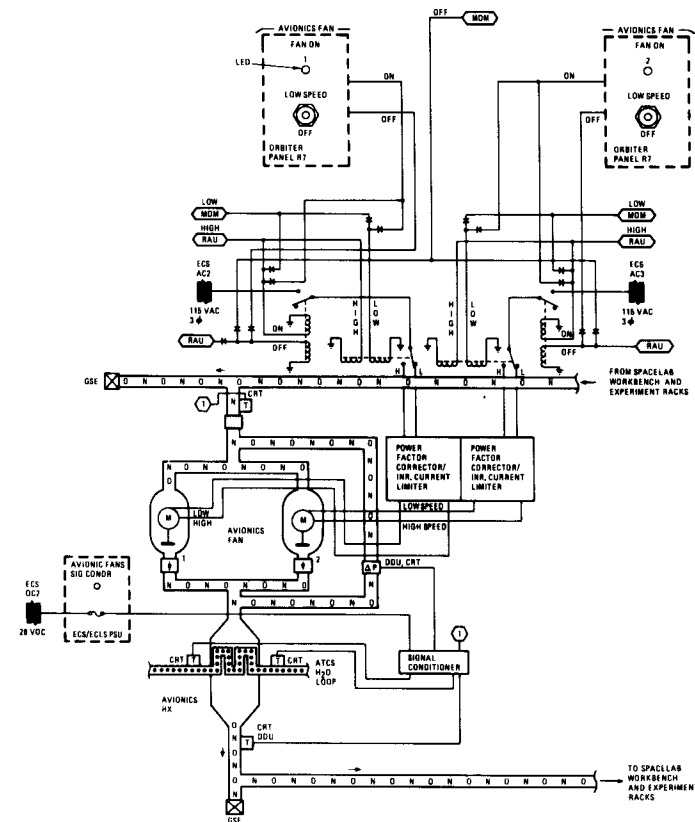 OFF
MDM
AVIONICS FAN
FAN ON
1
LED
LOW SPEED
OFF
ORBITER
PANEL R7
ON
OFF
AVIONICS FAN
FAN ON
2
LOW SPEED
OFF
ORBITER
PANEL R7
ON
OFF
LOW
MDM
HIGH
RAU
ECS
AC2
115 VAC
3 ϕ
RAU
ON
OFF
HIGH
LOW
HIGH
LOW
LOW
MDM
HIGH
RAU
ECS
AC3
115 VAC
3 ϕ
ON
OFF
RAU
H
L
H
L
GSE
O N O N O N O N O N O N O N
FROM SPACELAB
WORKBENCH AND
EXPERIMENT RACKS
1
CRT
T
POWER
FACTOR
CORRECTOR/
INR. CURRENT
LIMITER
POWER
FACTOR
CORRECTOR/
INR. CURRENT
LIMITER
LOW SPEED
HIGH SPEED
M
LOW
HIGH
AVIONICS
FAN
M
1
2
ΔP
DDU, CRT
AVIONIC FANS
SIG CONDR
ECS
DC2
28 VDC
ECS/ECLS PSU
CRT
T
T
CRT
ATCS
H2O
LOOP
1
SIGNAL
CONDITIONER
AVIONICS
HX
CRT
DDU
T
O N O N O N O N O N O N O N
TO SPACELAB
WORKBENCH
AND EXPERIMEN
RACKS
GSE